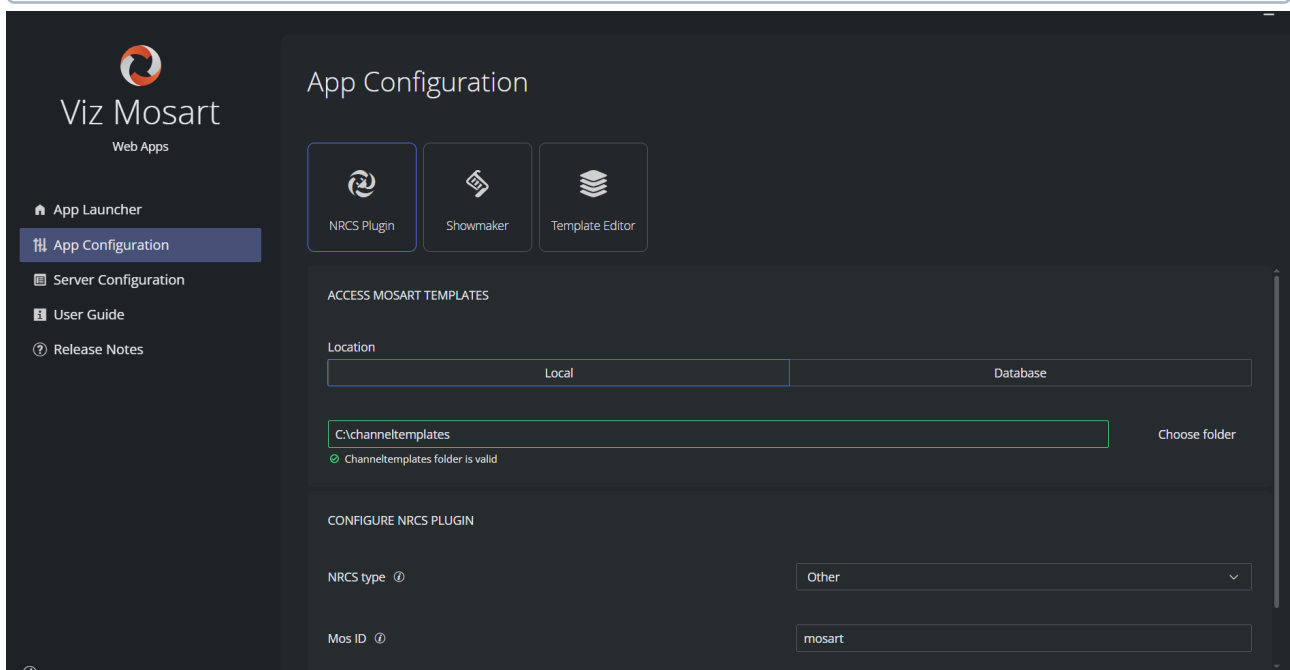 Viz Mosart
Web Apps
App Launcher
App Configuration
Server Configuration
User Guide
Release Notes
App Configuration
NRCS Plugin
Showmaker
Template Editor
ACCESS MOSART TEMPLATES
Location
Local
Database
C:\channeltemplates
Choose folder
Channeltemplates folder is valid
CONFIGURE NRCS PLUGIN
NRCS type
Other
Mos ID
mosart